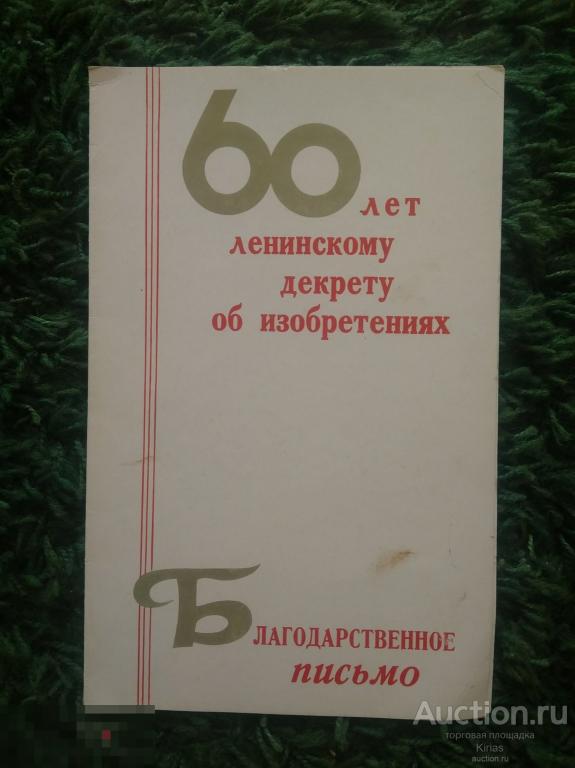 60 лет
ленинскому
декрету
об изобретениях
Благодарственное
письмо
Auction.ru
торговая площадка
Kirias
auction.ru